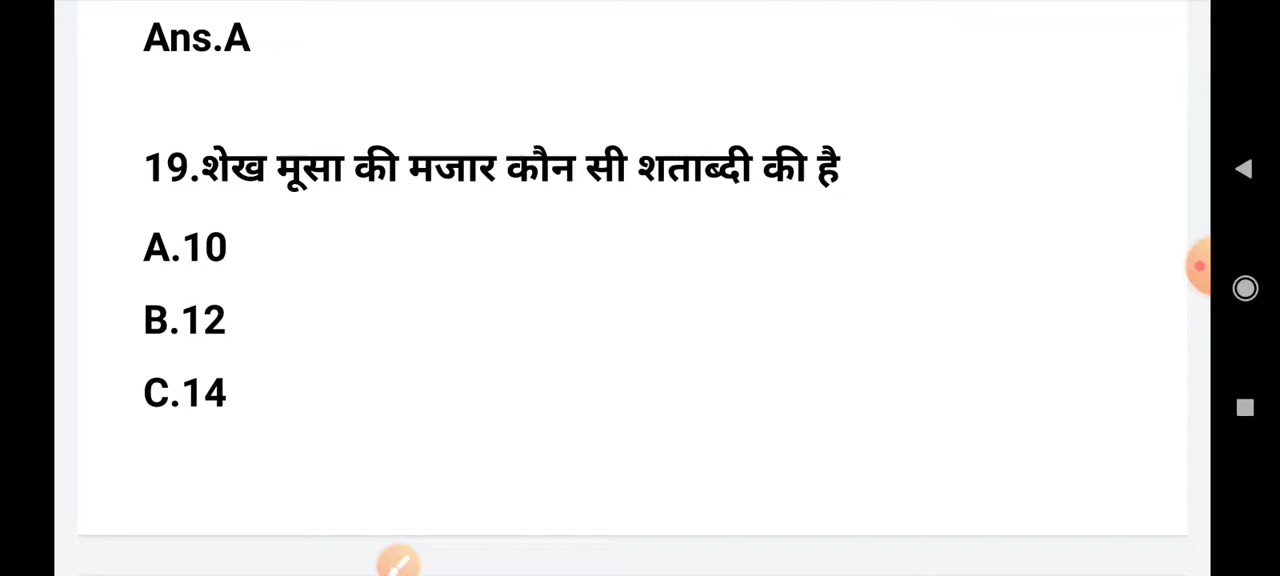 Ans.A
19.शेख मूसा की मजार कौन सी शताब्दी की है
A.10
B.12
C.14